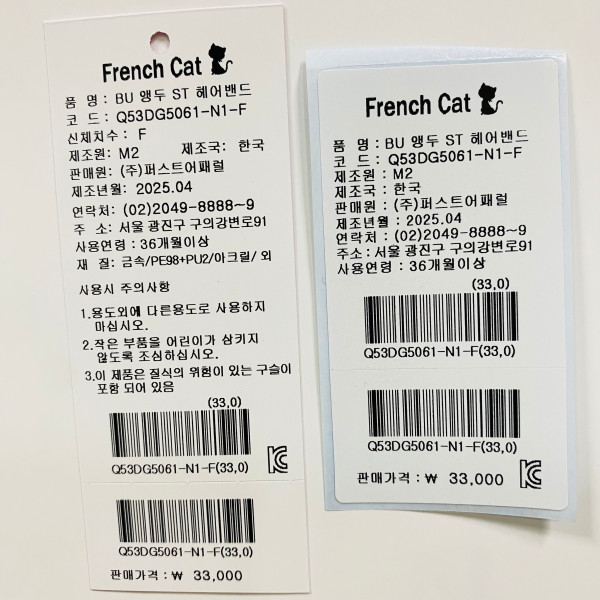 French Cat
품 명 : BU 앵두 ST 헤어밴드
코 드 : Q53DG5061-N1-F
신체치수 : F
제조원: M2 제조국: 한국
판매원: (주)퍼스트어패럴
제조년월: 2025.04
연락처: (02)2049-8888~9
주 소: 서울 광진구 구의강변로91
사용연령 : 36개월이상
재 질: 금속/PE98+PU2/아크릴/ 외
사용시 주의사항
1.용도외에 다른용도로 사용하지
마십시오.
2.작은 부품을 어린이가 삼키지
않도록 조심하십시오.
3.이 제품은 질식의 위험이 있는 구슬이
포함 되어 있음
(33,0)
Q53DG5061-N1-F(33,0)
Q53DG5061-N1-F(33,0)
판매가격 : ₩ 33,000
French Cat
품 명 : BU 앵두 ST 헤어밴드
코 드 : Q53DG5061-N1-F
제조원 : M2
제조국 : 한국
판매원 : (주)퍼스트어패럴
제조년월 : 2025.04
연락처 : (02)2049-8888~9
주 소 : 서울 광진구 구의강변로91
사용연령 : 36개월이상
(33,0)
Q53DG5061-N1-F(33,0)
Q53DG5061-N1-F(33,0)
판매가격 : ₩ 33,000